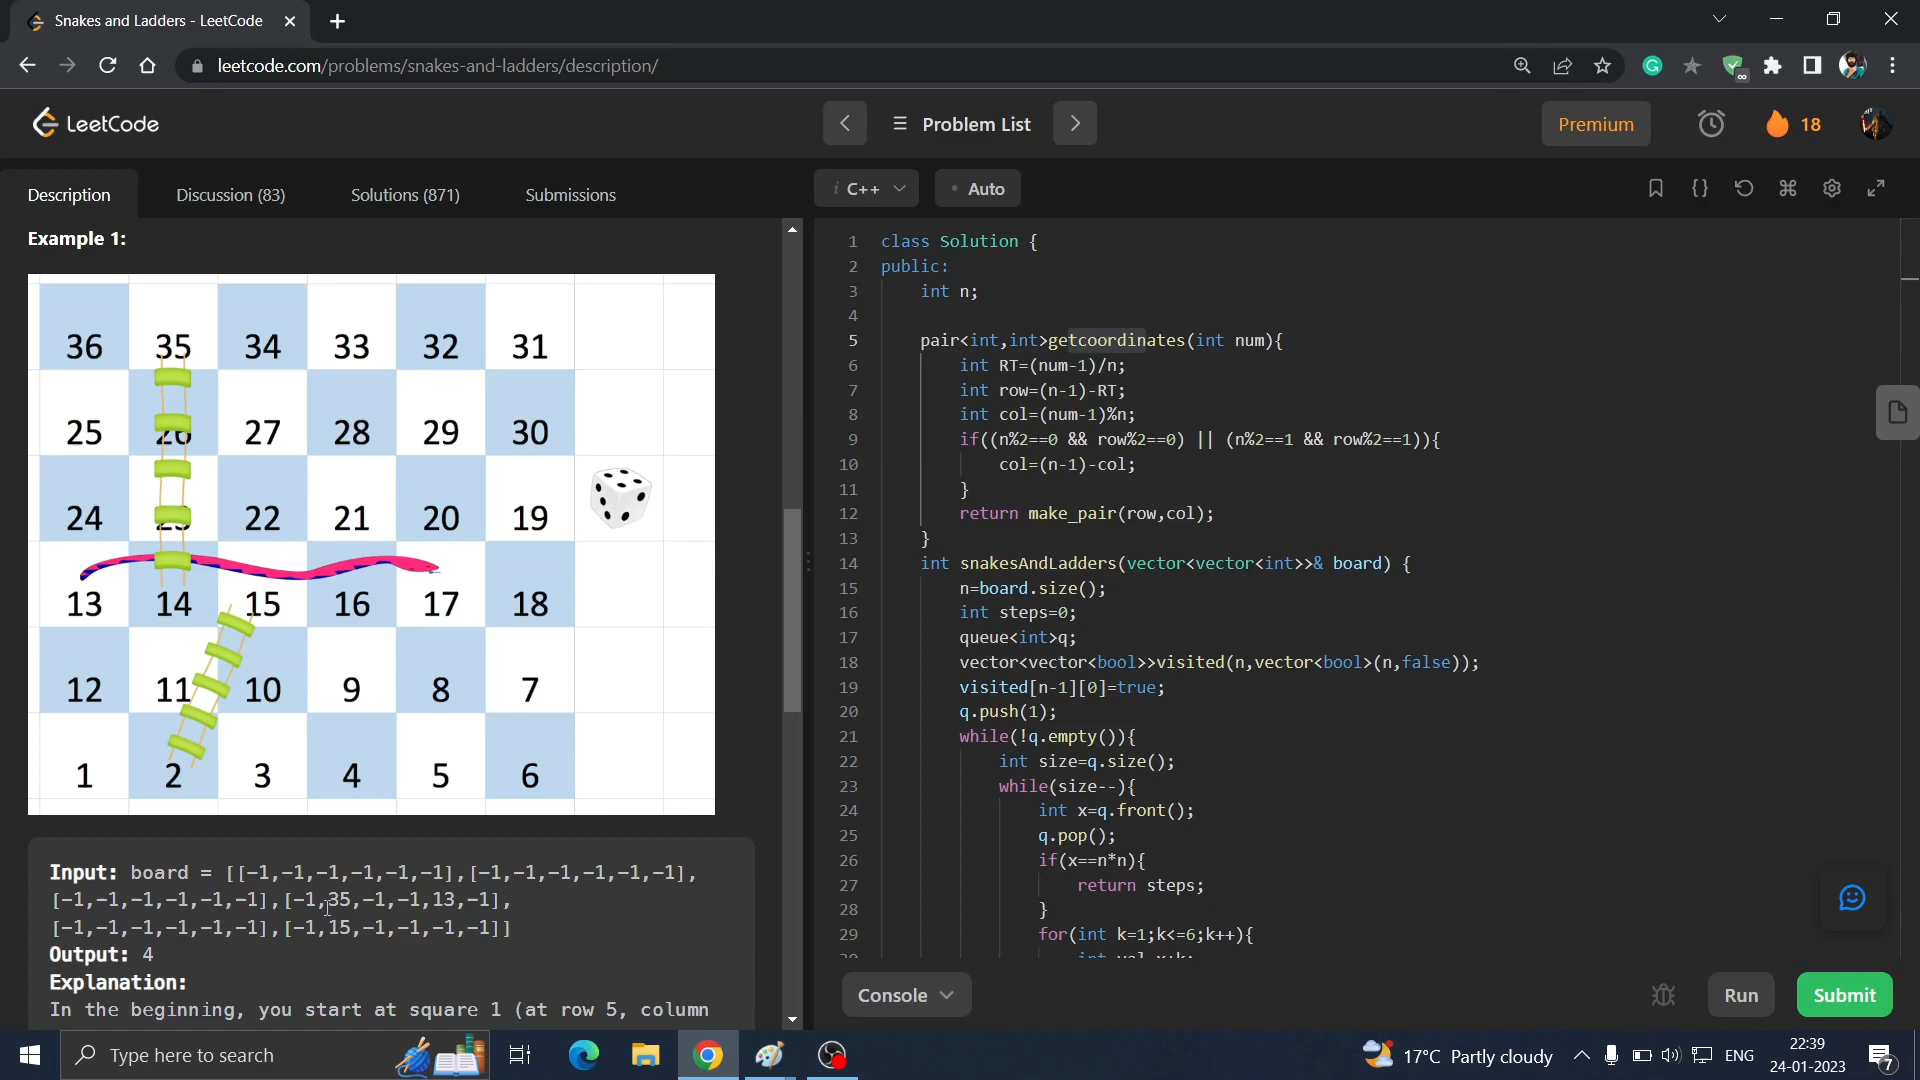 Snakes and Ladders - LeetCode
leetcode.com/problems/snakes-and-ladders/description/
LeetCode
Problem List
Premium
18
Description
Discussion (83)
Solutions (871)
Submissions
i C++
Auto
Example 1:
36 35 34 33 32 31
25 26 27 28 29 30
24 23 22 21 20 19
13 14 15 16 17 18
12 11 10 9 8 7
1 2 3 4 5 6
Input: board = [[-1,-1,-1,-1,-1,-1],[-1,-1,-1,-1,-1,-1],
[-1,-1,-1,-1,-1,-1],[-1,35,-1,-1,13,-1],
[-1,-1,-1,-1,-1,-1],[-1,15,-1,-1,-1,-1]]
Output: 4
Explanation:
In the beginning, you start at square 1 (at row 5, column
1 class Solution {
2 public:
3 int n;
4
5 pair<int,int>getcoordinates(int num){
6 int RT=(num-1)/n;
7 int row=(n-1)-RT;
8 int col=(num-1)%n;
9 if((n%2==0 && row%2==0) || (n%2==1 && row%2==1)){
10 col=(n-1)-col;
11 }
12 return make_pair(row,col);
13 }
14 int snakesAndLadders(vector<vector<int>>& board) {
15 n=board.size();
16 int steps=0;
17 queue<int>q;
18 vector<vector<bool>>visited(n,vector<bool>(n,false));
19 visited[n-1][0]=true;
20 q.push(1);
21 while(!q.empty()){
22 int size=q.size();
23 while(size--){
24 int x=q.front();
25 q.pop();
26 if(x==n*n){
27 return steps;
28 }
29 for(int k=1;k<=6;k++){
Console
Run
Submit
Type here to search
17°C Partly cloudy
ENG
22:39
24-01-2023
7